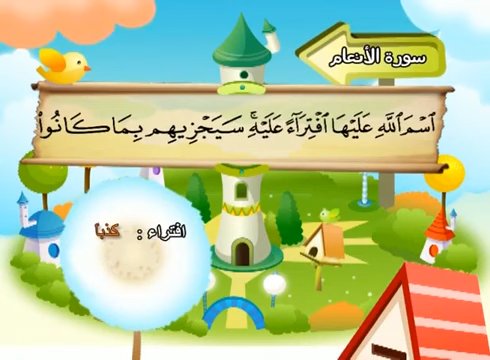 سورة الأنعام
ٱسۡمَ ٱللَّهِ عَلَيۡهَا ٱفۡتِرَآءً عَلَيۡهِۚ سَيَجۡزِيهِم بِمَا كَانُواْ
افتراء : كذبا